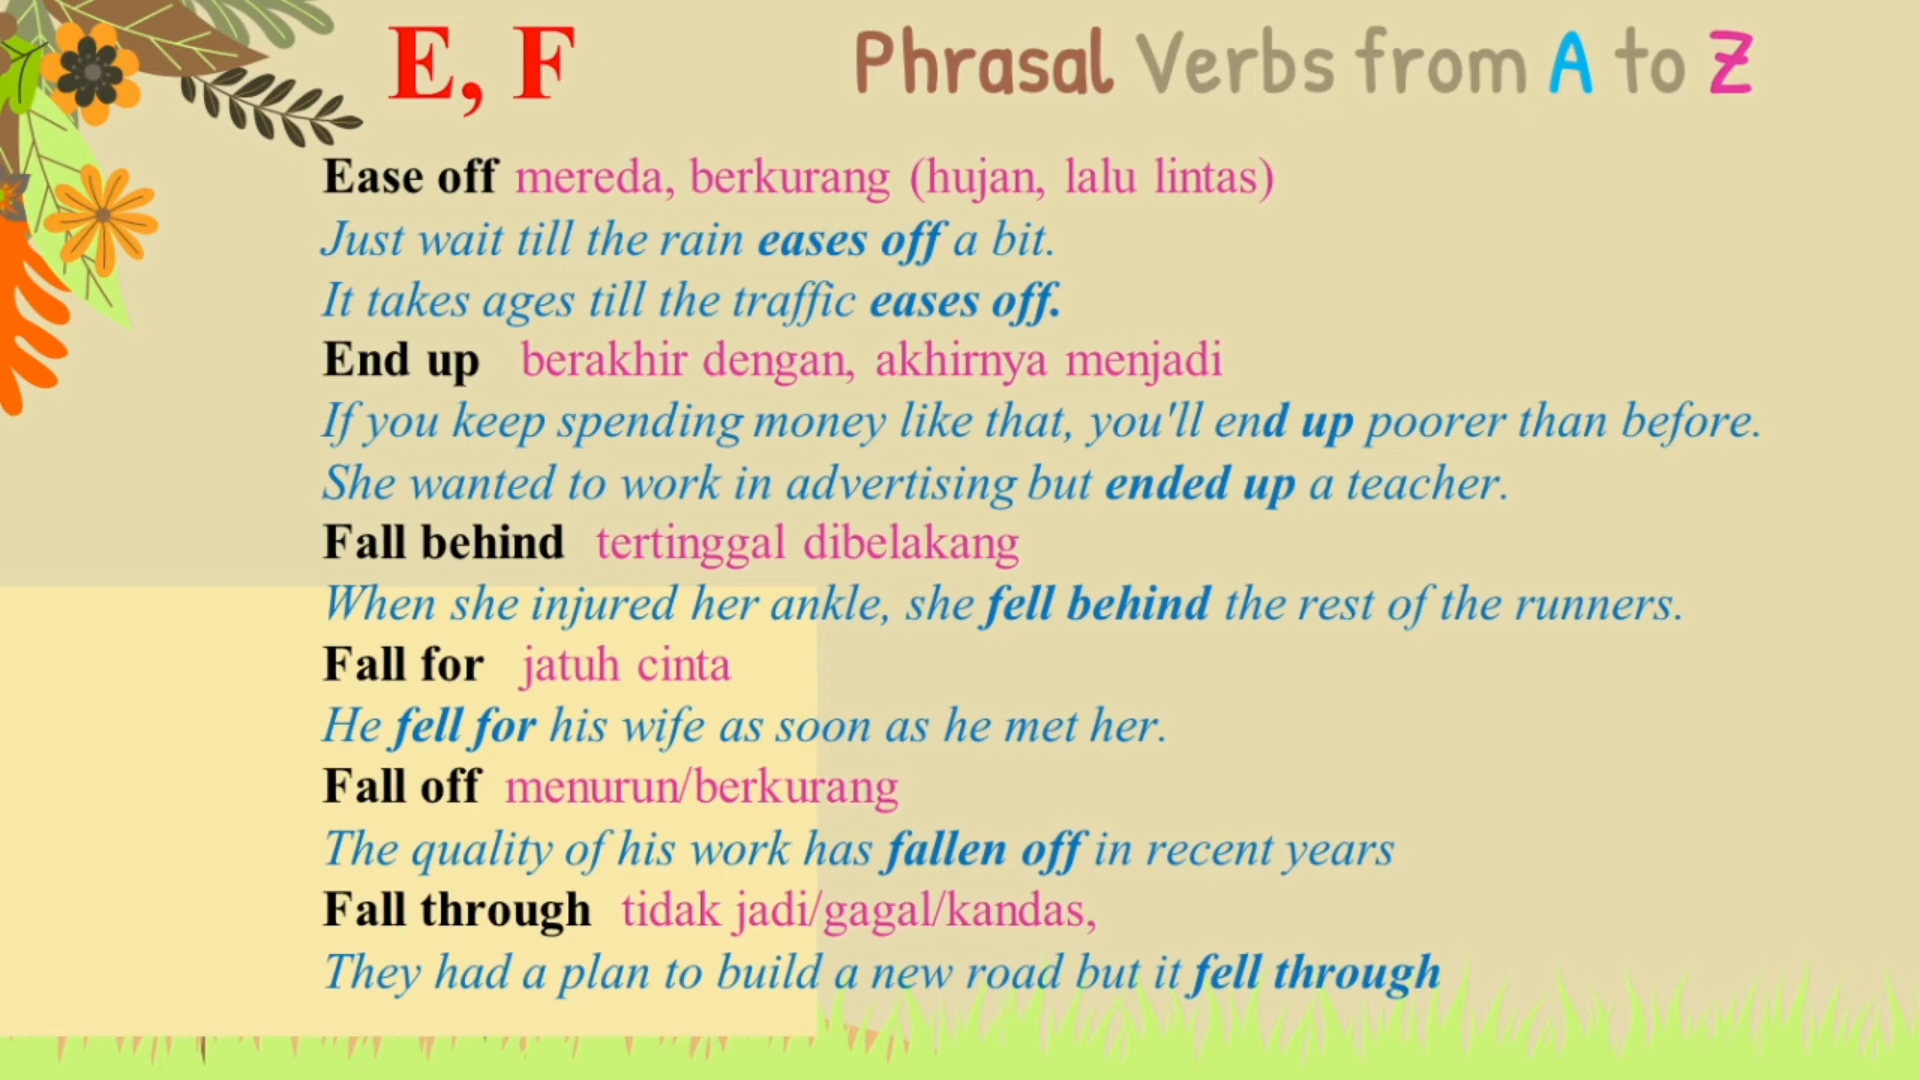 E, F
Phrasal Verbs from A to Z
Ease off mereda, berkurang (hujan, lalu lintas)
Just wait till the rain eases off a bit.
It takes ages till the traffic eases off.
End up berakhir dengan, akhirnya menjadi
If you keep spending money like that, you'll end up poorer than before.
She wanted to work in advertising but ended up a teacher.
Fall behind tertinggal dibelakang
When she injured her ankle, she fell behind the rest of the runners.
Fall for jatuh cinta
He fell for his wife as soon as he met her.
Fall off menurun/berkurang
The quality of his work has fallen off in recent years
Fall through tidak jadi/gagal/kandas,
They had a plan to build a new road but it fell through